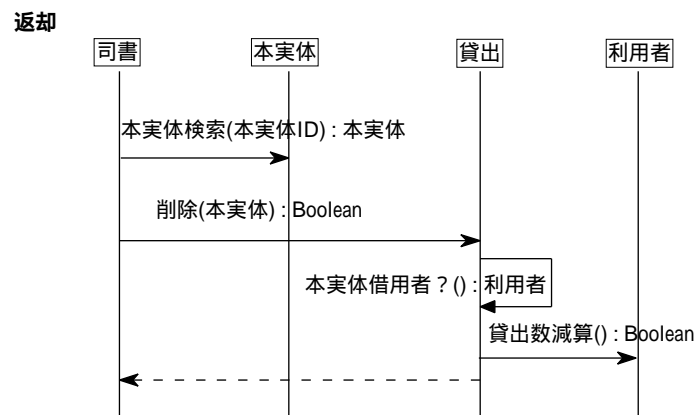 返却
司書
本実体
貸出
利用者
本実体検索(本実体ID) : 本実体
削除(本実体) : Boolean
本実体借用者？() : 利用者
貸出数減算() : Boolean